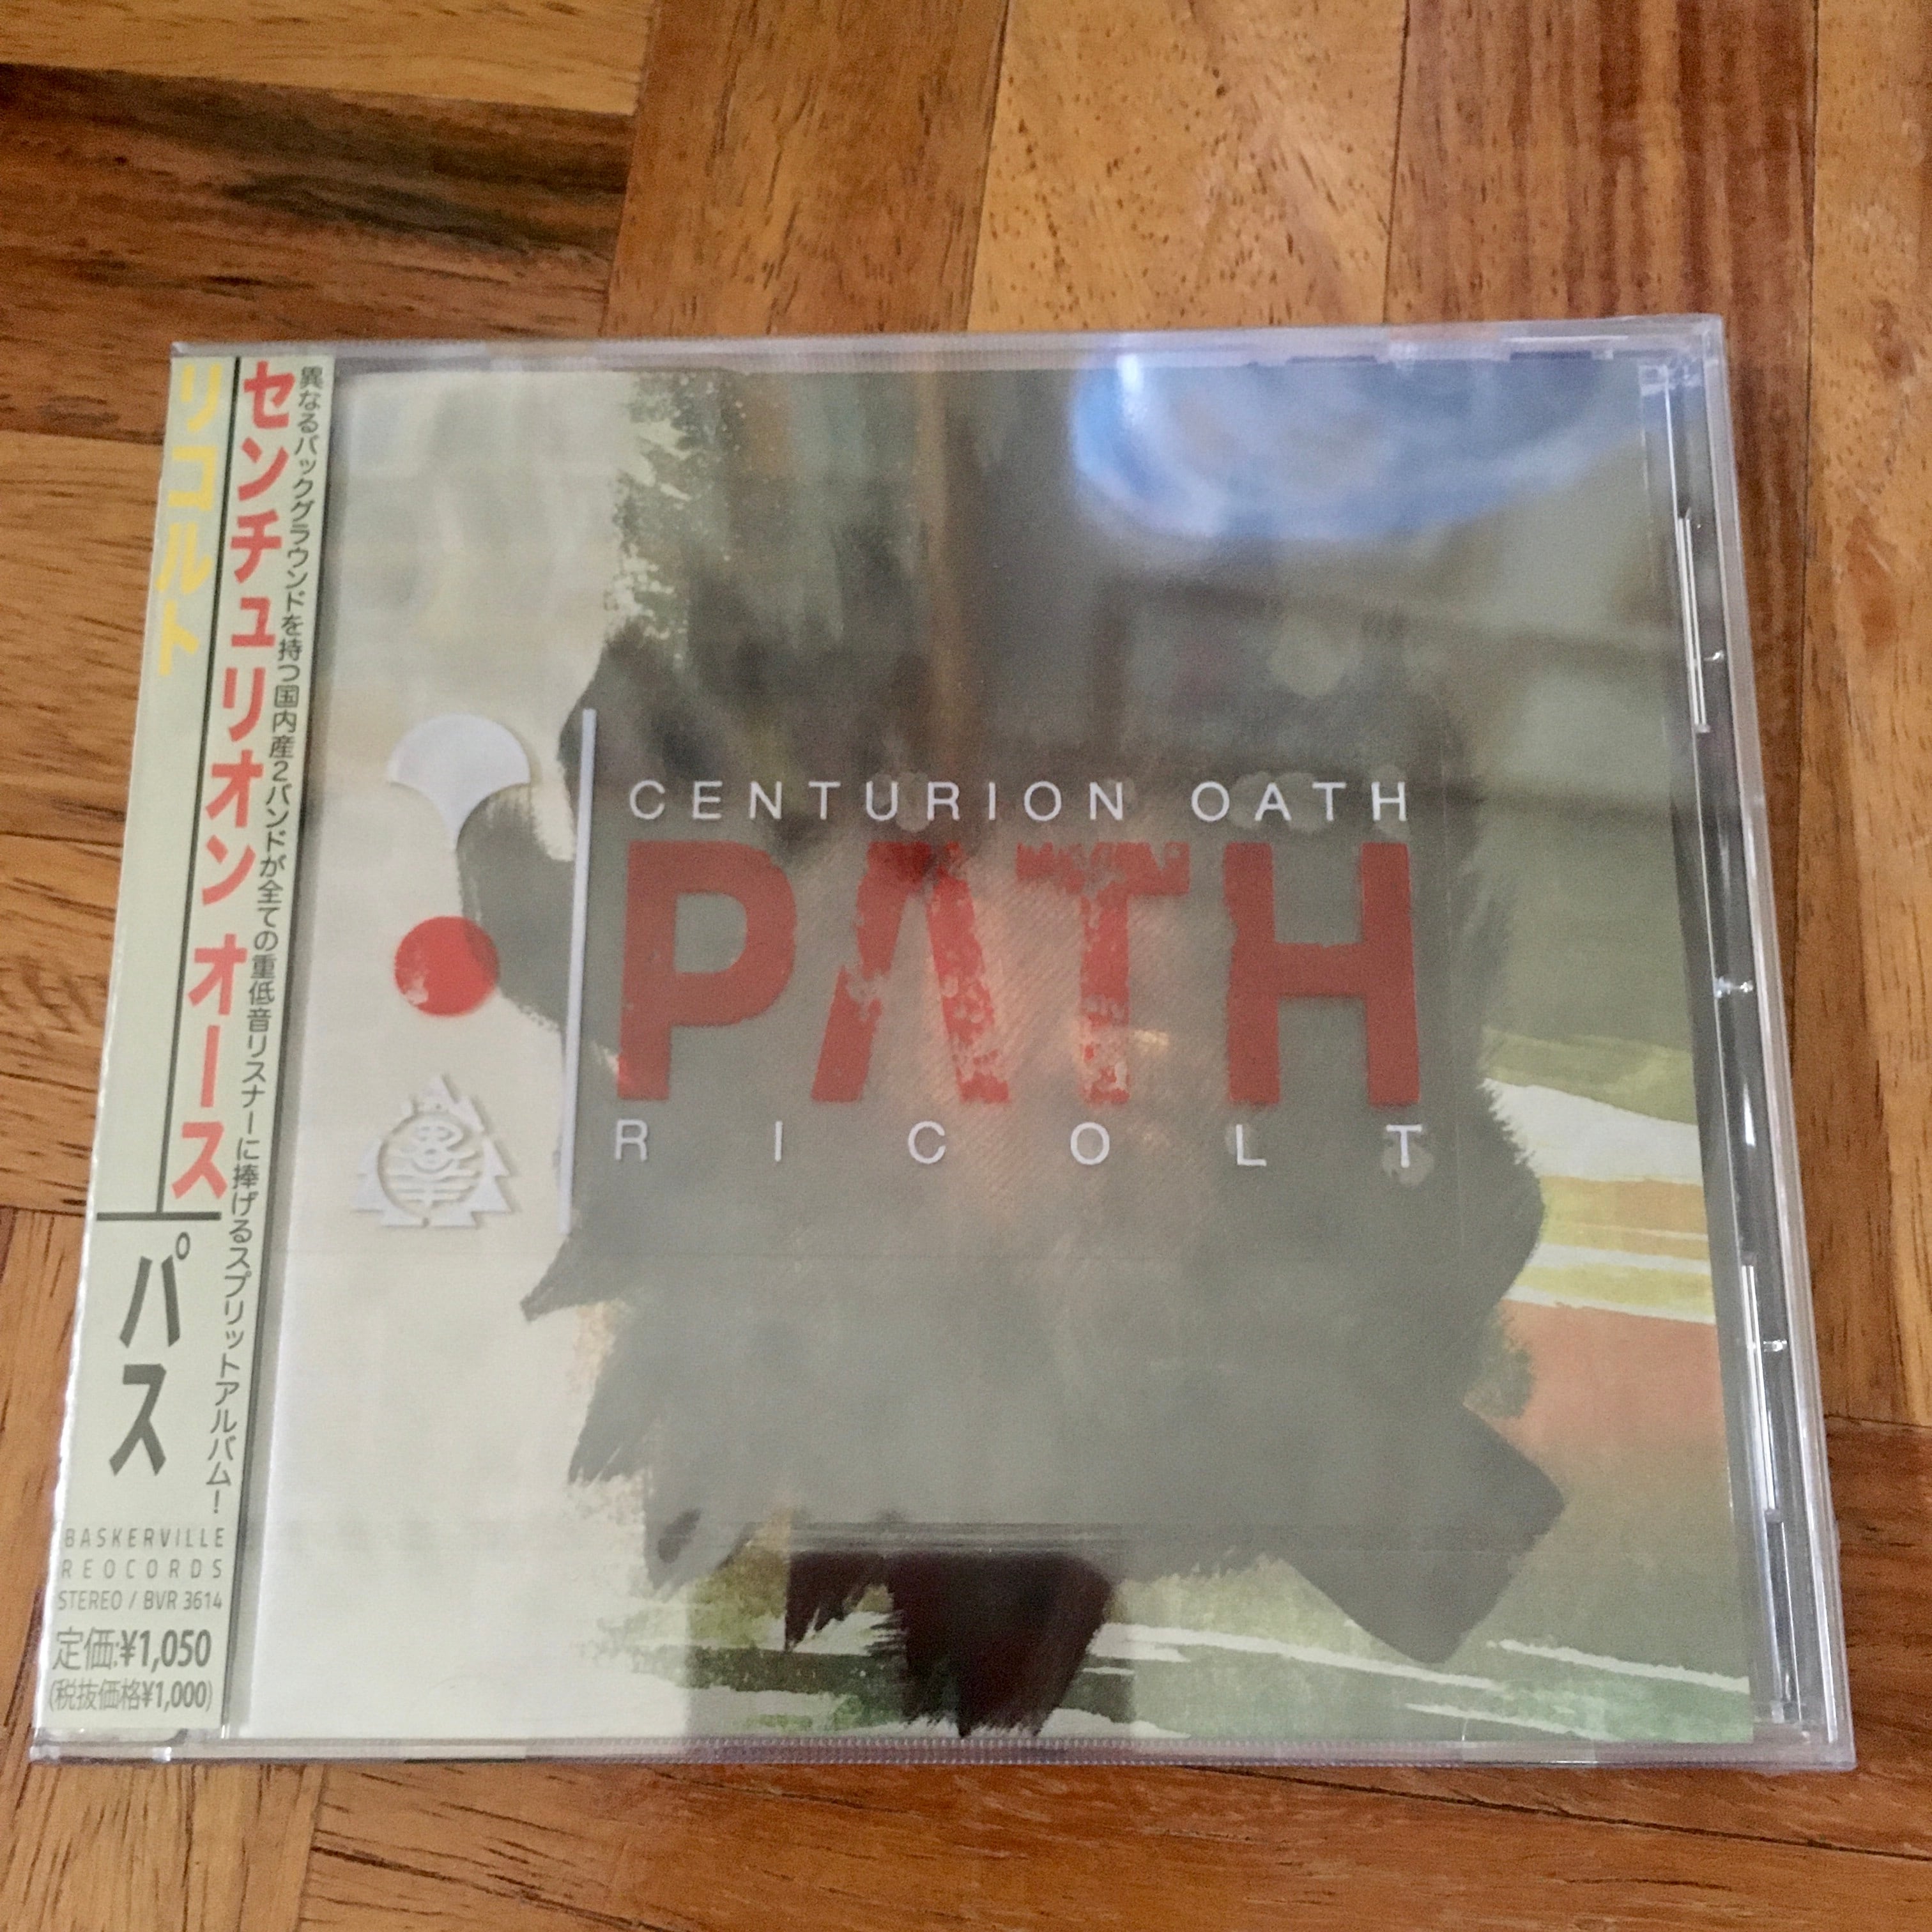 異なるバックグラウンドを持つ国内産2バンドが全ての重低音リスナーに捧げるスプリットアルバム!
センチュリオン オース
リコルト
パス
BASKERVILLE
REOCORDS
STEREO / BVR 3614
定価:¥1,050
(税抜価格¥1,000)
CENTURION OATH
PATH
RICOLT